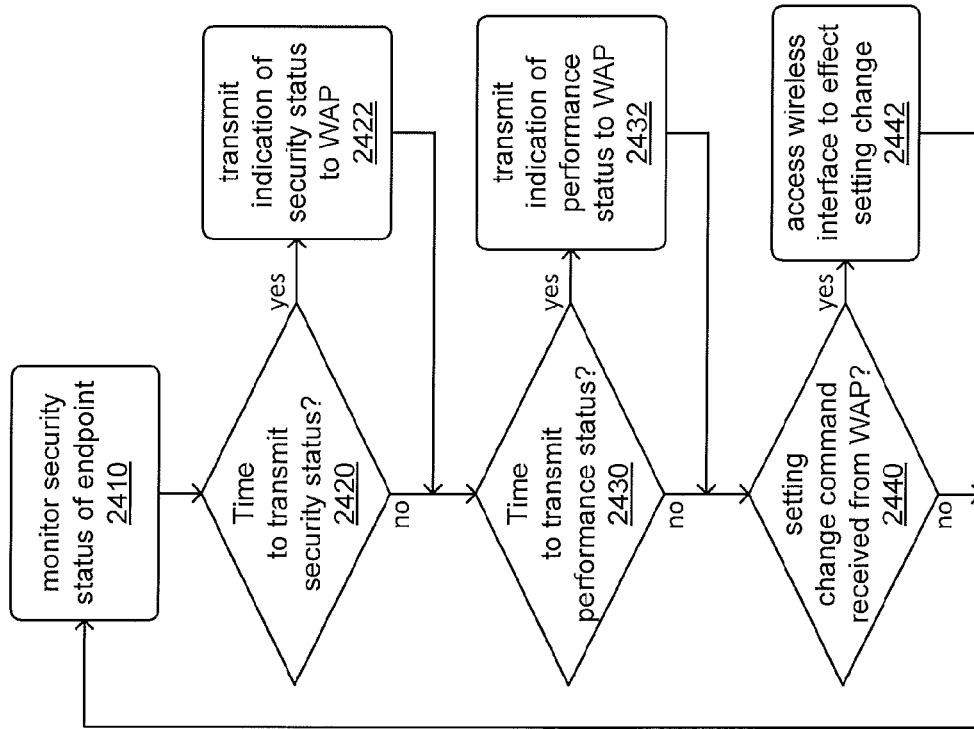 monitor security
status of endpoint
2410
Time
to transmit
security status?
2420
yes
no
transmit
indication of
security status
to WAP
2422
Time
to transmit
performance status?
2430
yes
no
transmit
indication of
performance
status to WAP
2432
setting
change command
received from WAP?
2440
yes
no
access wireless
interface to effect
setting change
2442